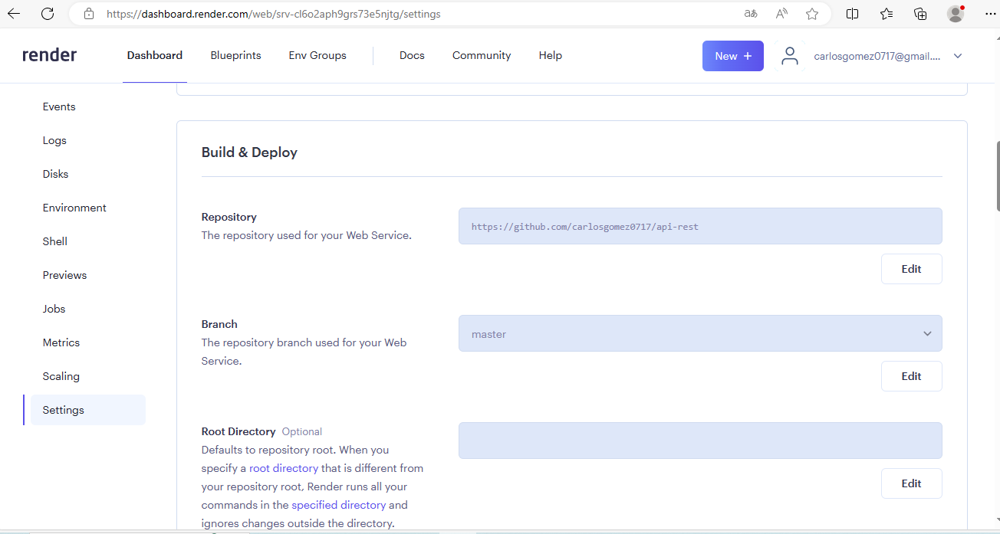 https://dashboard.render.com/web/srv-cl6o2aph9grs73e5njtg/settings
render
Dashboard
Blueprints
Env Groups
Docs
Community
Help
New +
carlosgomez0717@gmail....
Events
Logs
Disks
Environment
Shell
Previews
Jobs
Metrics
Scaling
Settings
Build & Deploy
Repository
The repository used for your Web Service.
https://github.com/carlosgomez0717/api-rest
Edit
Branch
The repository branch used for your Web
Service.
master
Edit
Root Directory Optional
Defaults to repository root. When you
specify a root directory that is different from
your repository root, Render runs all your
commands in the specified directory and
ignores changes outside the directory.
Edit